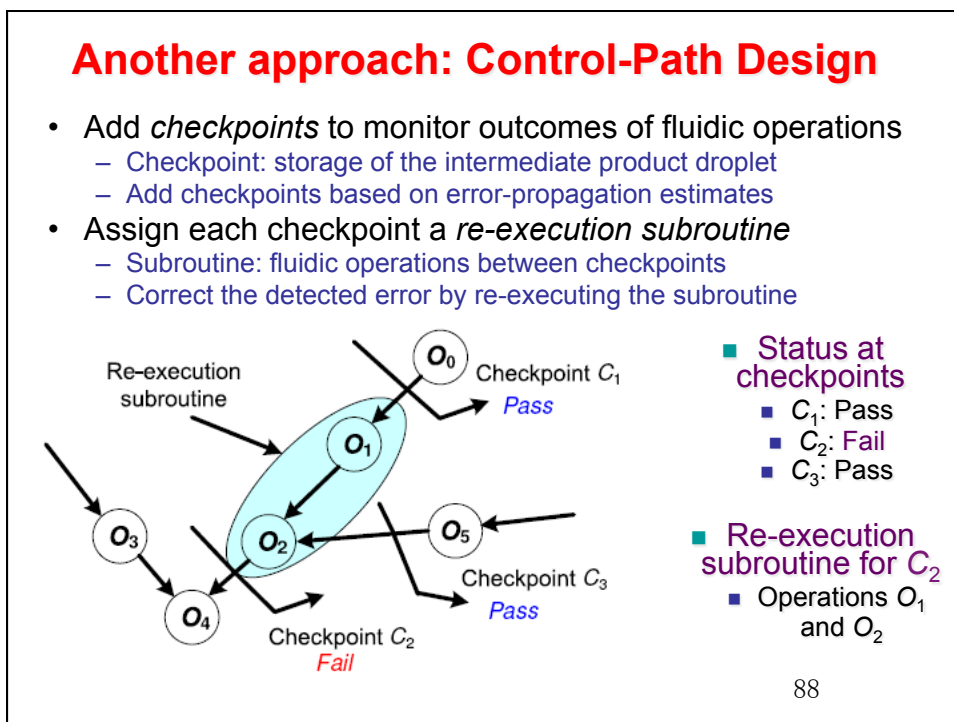 Another approach: Control-Path Design
• Add checkpoints to monitor outcomes of fluidic operations
– Checkpoint: storage of the intermediate product droplet
– Add checkpoints based on error-propagation estimates
• Assign each checkpoint a re-execution subroutine
– Subroutine: fluidic operations between checkpoints
– Correct the detected error by re-executing the subroutine
Re–execution
subroutine
O0
Checkpoint C1
Pass
O1
O3
O2
O5
O4
Checkpoint C3
Pass
Checkpoint C2
Fail
■ Status at
checkpoints
■ C1: Pass
■ C2: Fail
■ C3: Pass
■ Re-execution
subroutine for C2
■ Operations O1
and O2
88